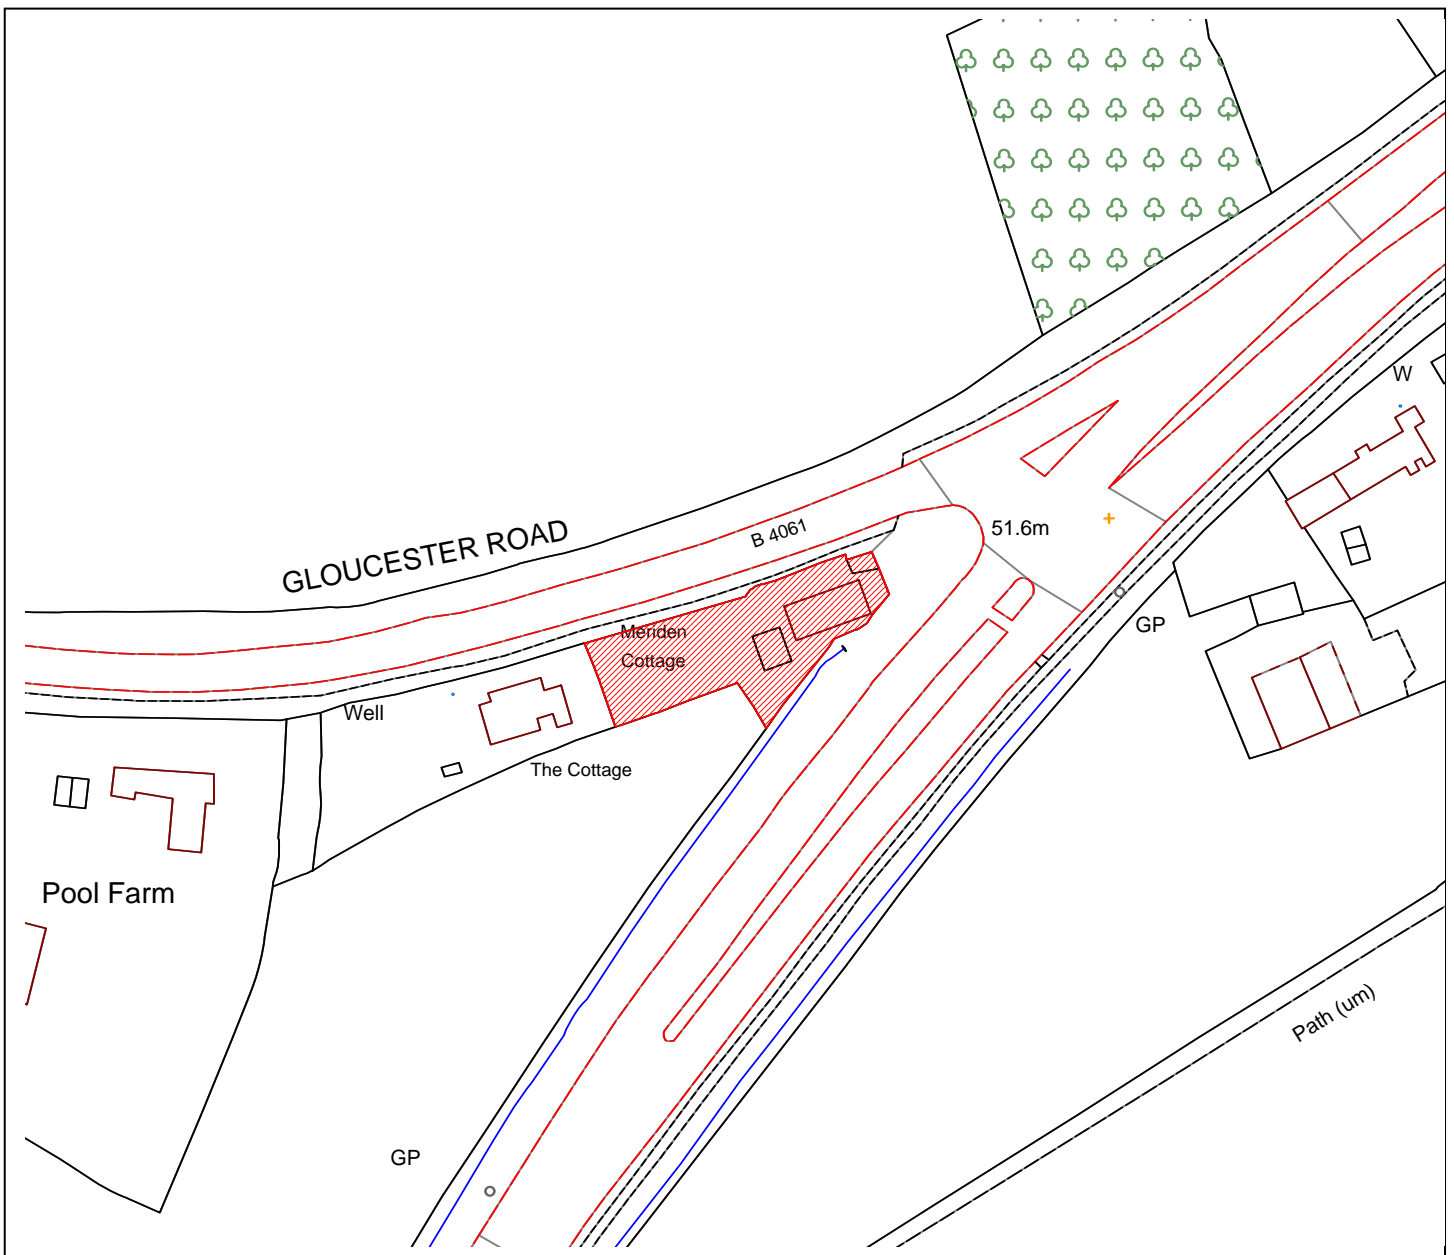 W
GLOUCESTER ROAD
B 4061
51.6m
GP
Meriden
Cottage
Well
The Cottage
Pool Farm
Path (um)
GP